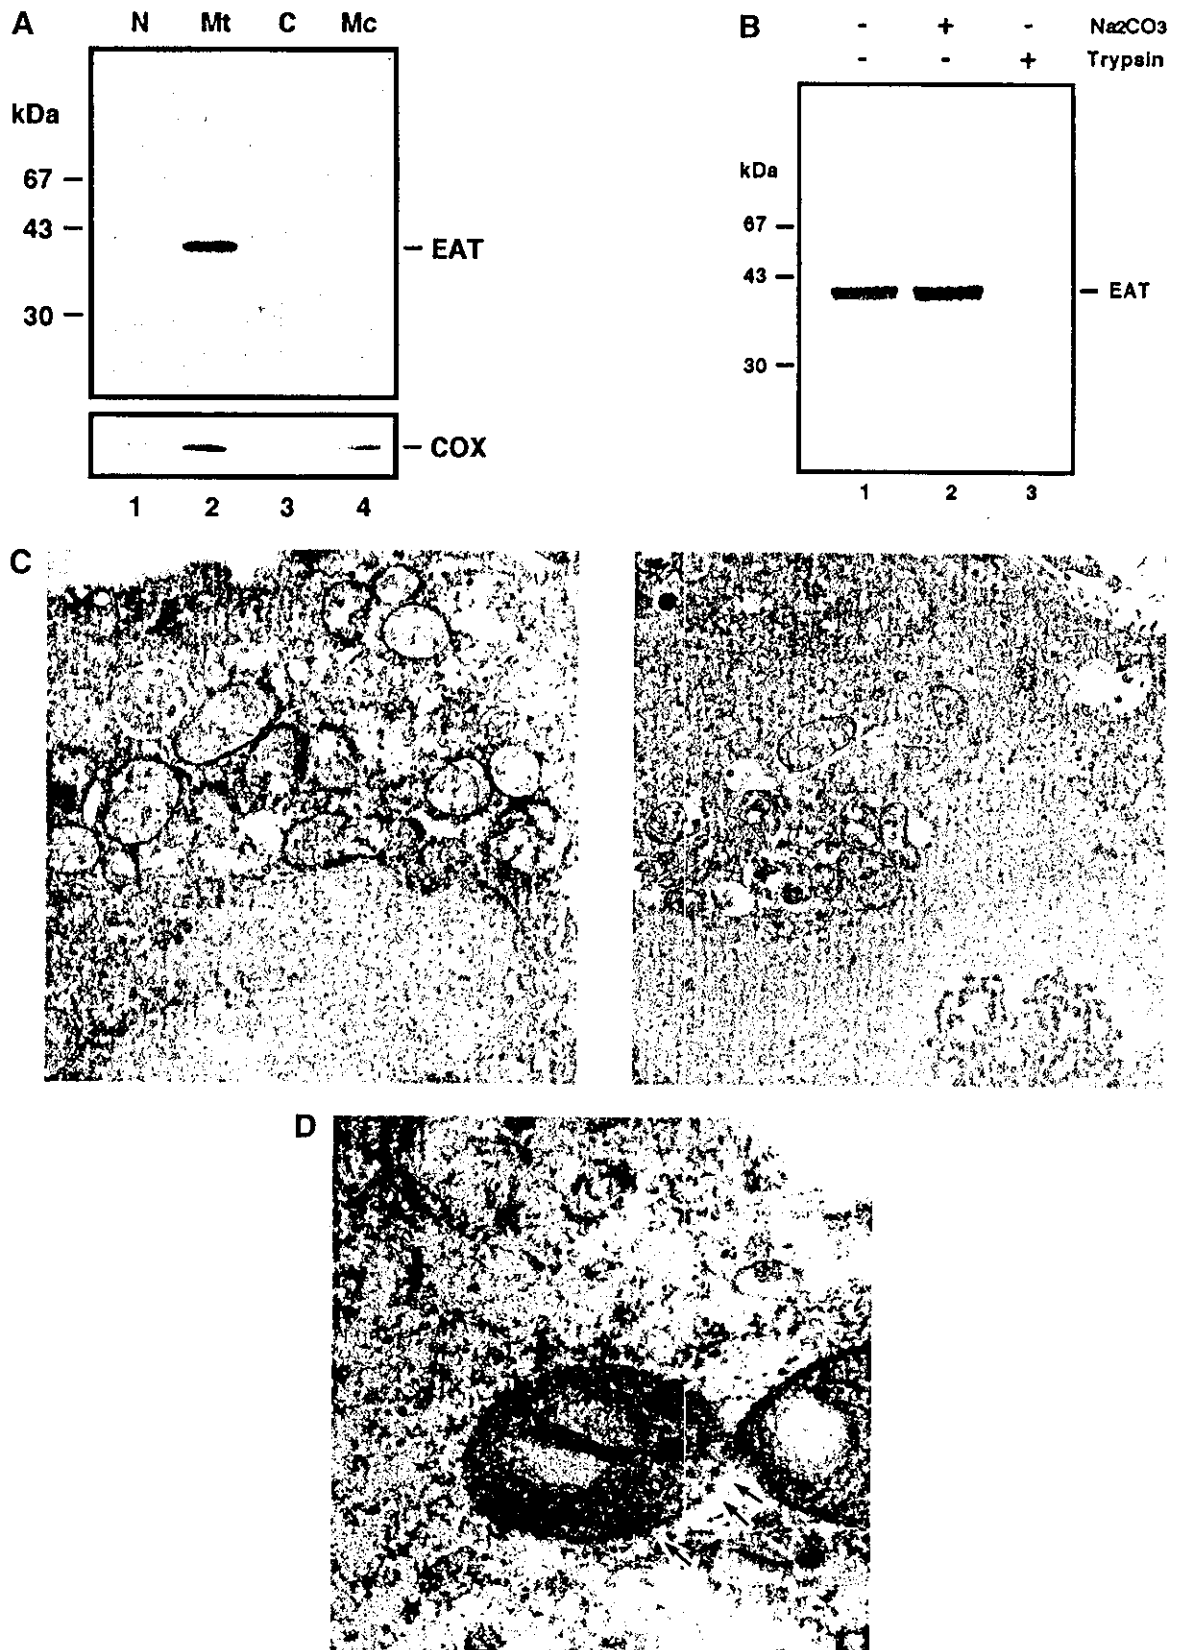 A
N Mt C Mc
kDa
67
43
EAT
30
COX
1 2 3 4
B
- + - Na2CO3
- - + Trypsin
kDa
67
43
EAT
30
1 2 3
C
D